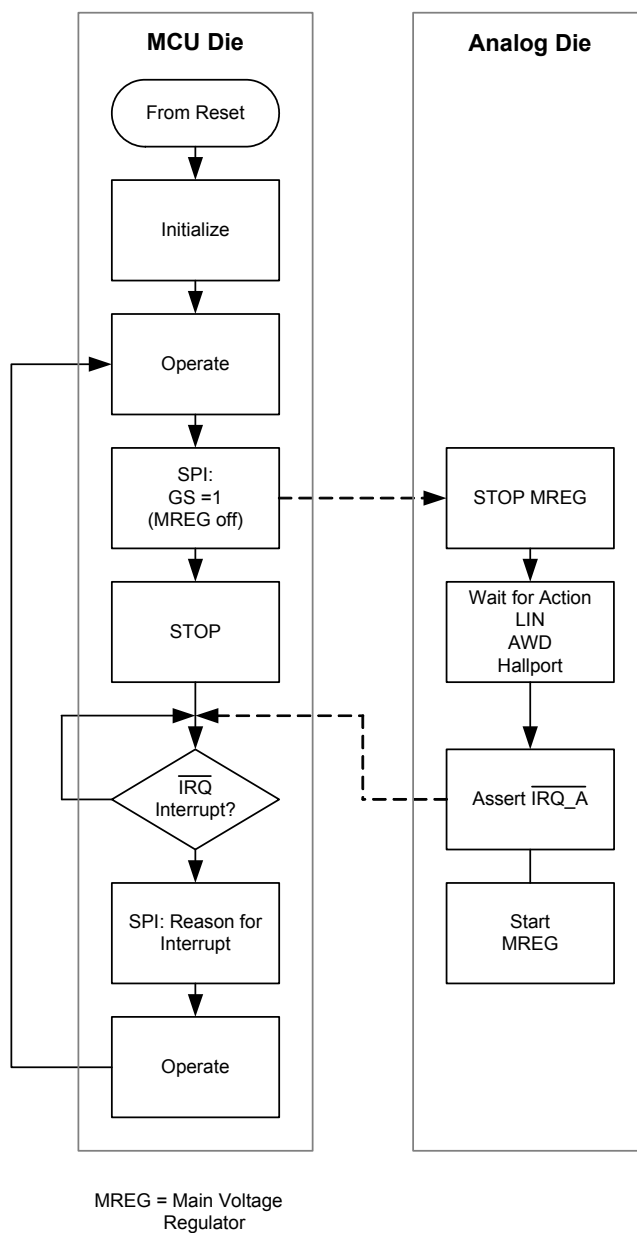 MCU Die
From Reset
Initialize
Operate
SPI:
GS =1
(MREG off)
STOP
IRQ
Interrupt?
SPI: Reason for
Interrupt
Operate
Analog Die
STOP MREG
Wait for Action
LIN
AWD
Hallport
Assert IRQ_A
Start
MREG
MREG = Main Voltage
Regulator